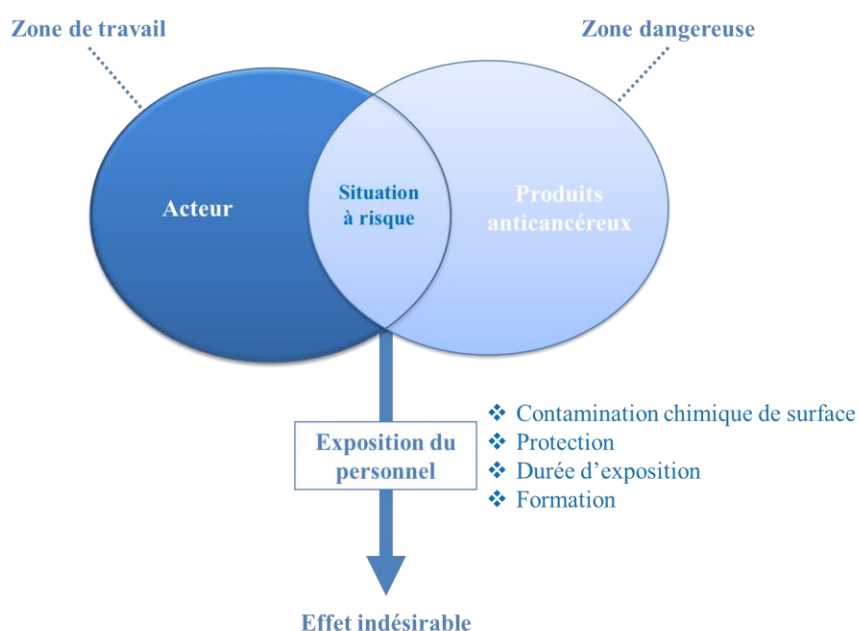 Zone de travail
Zone dangereuse
Acteur
Situation
à risque
Produits
anticancéreux
Exposition du
personnel
❖ Contamination chimique de surface
❖ Protection
❖ Durée d’exposition
❖ Formation
Effet indésirable